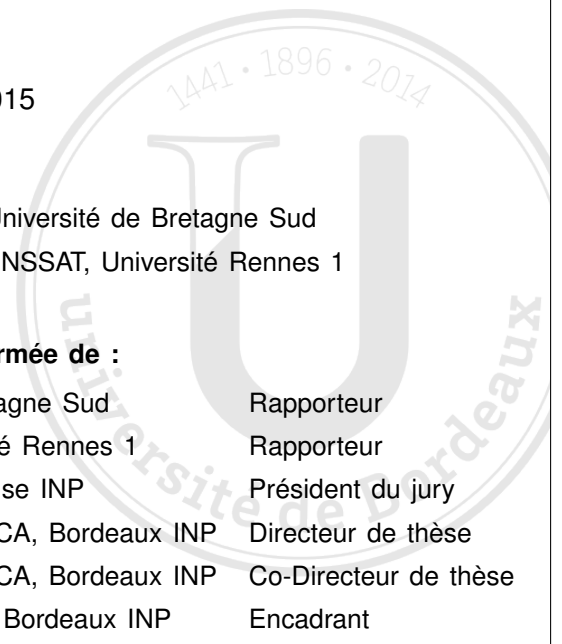 1441 • 1896 • 2014
015
Université de Bretagne Sud
NSSAT, Université Rennes 1
rmée de :
agne Sud Rapporteur
é Rennes 1 Rapporteur
se INP Président du jury
CA, Bordeaux INP Directeur de thèse
CA, Bordeaux INP Co-Directeur de thèse
Bordeaux INP Encadrant
université de Bordeaux